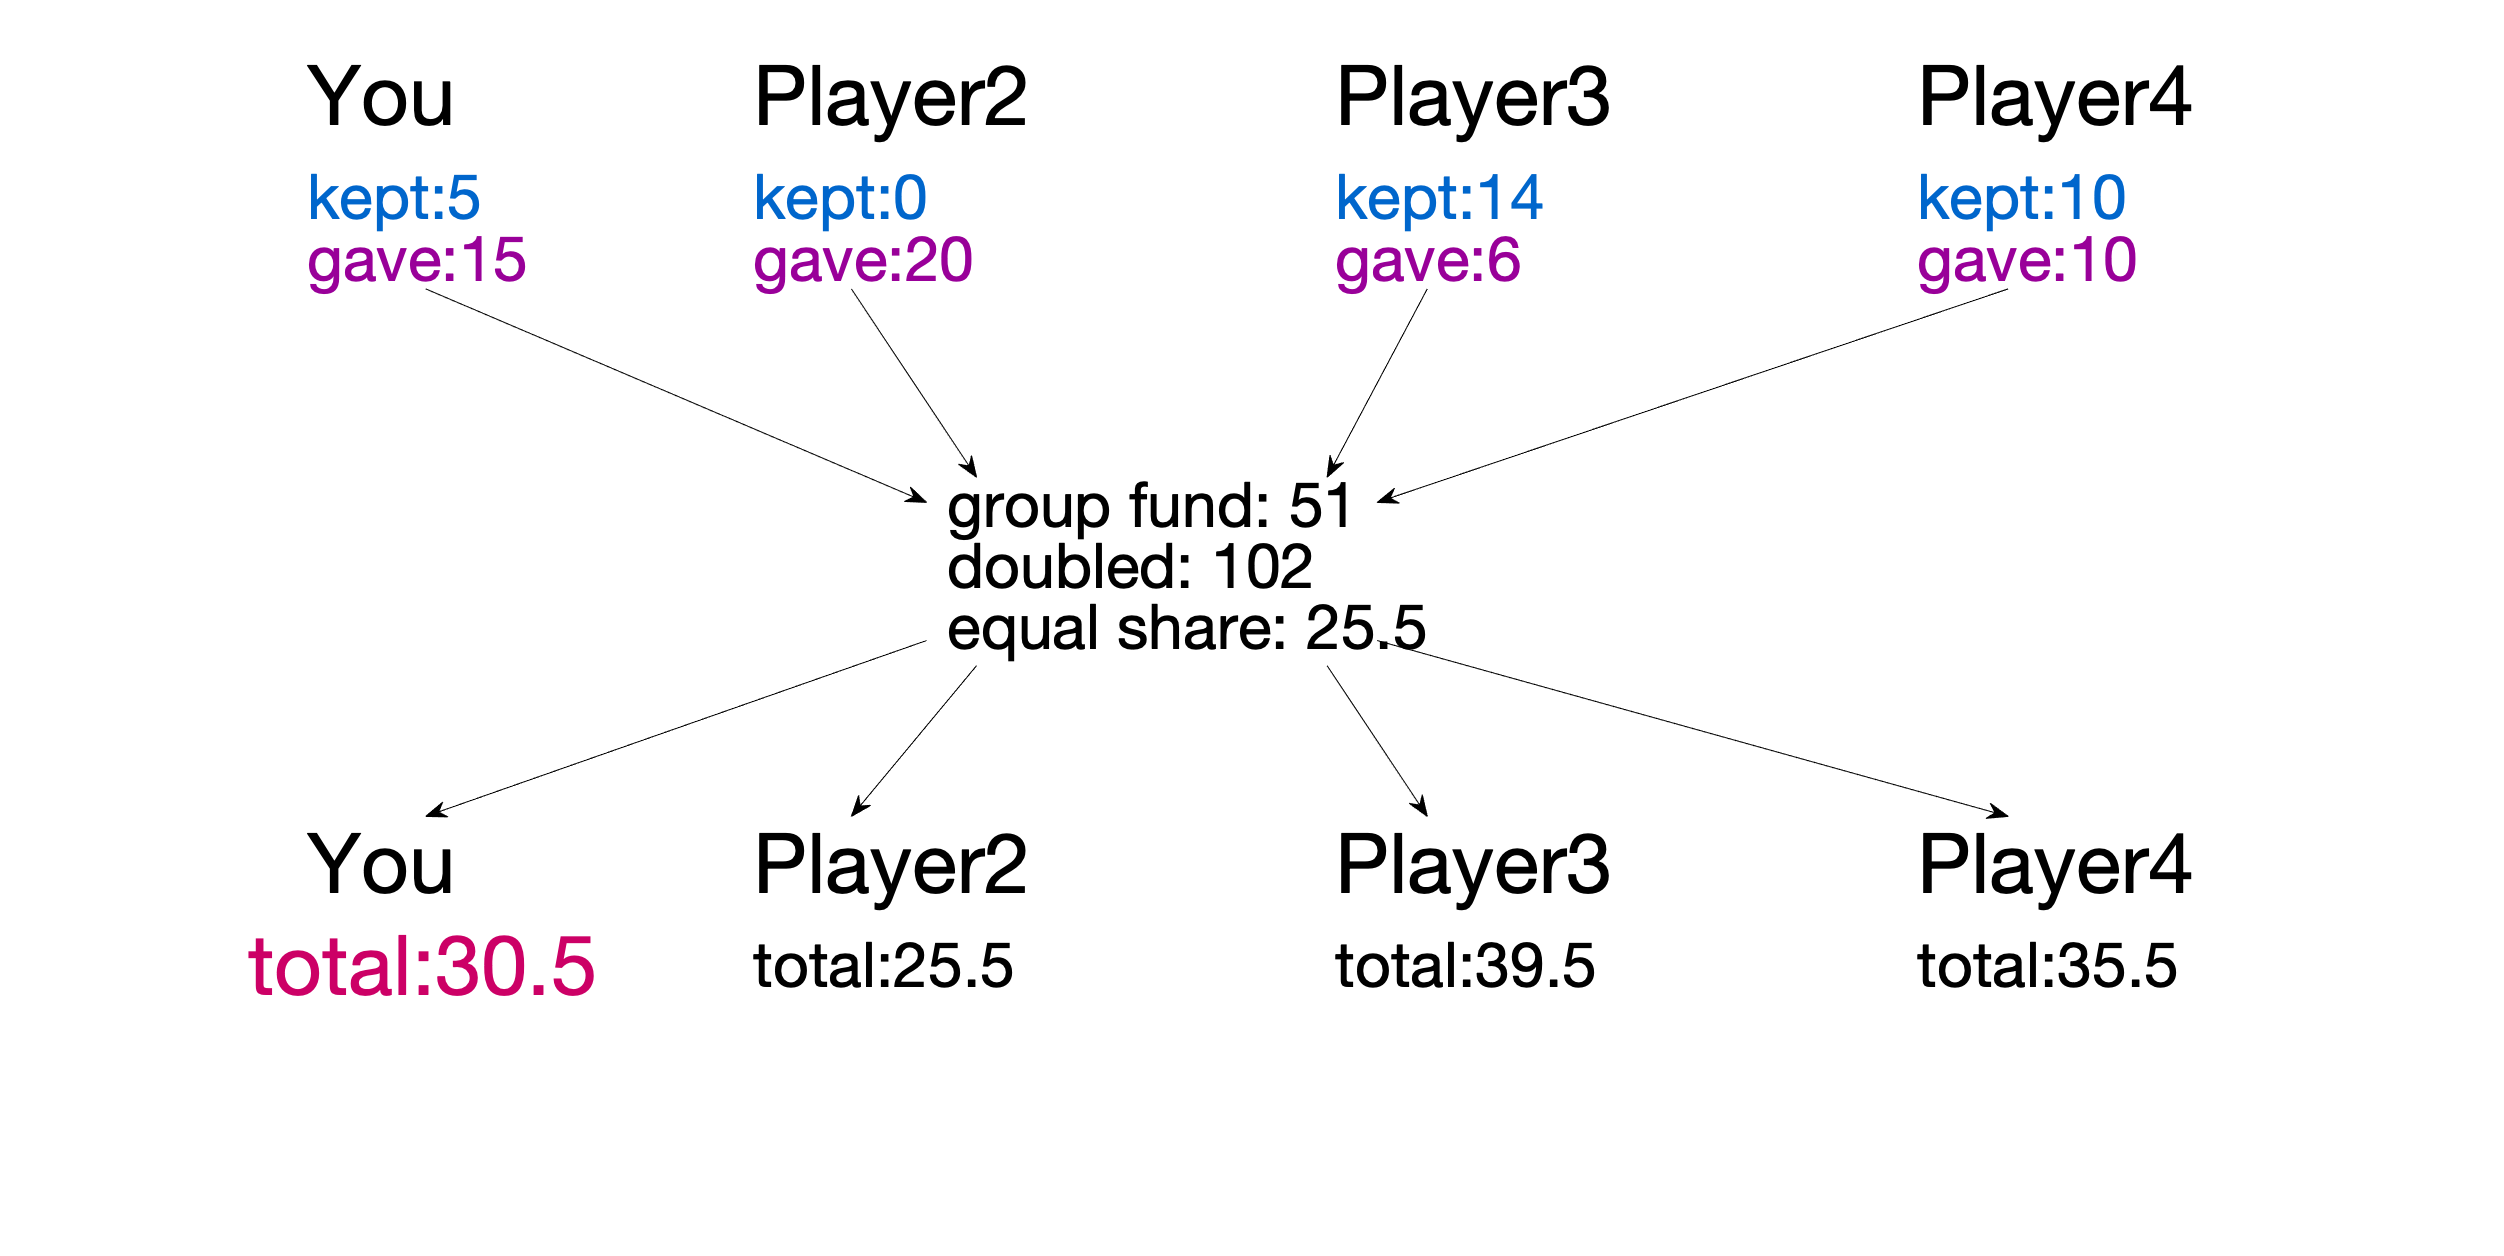 You Player2 Player3 Player4
kept:5 kept:0 kept:14 kept:10
gave:15 gave:20 gave:6 gave:10
group fund: 51
doubled: 102
equal share: 25.5
You Player2 Player3 Player4
total:30.5 total:25.5 total:39.5 total:35.5